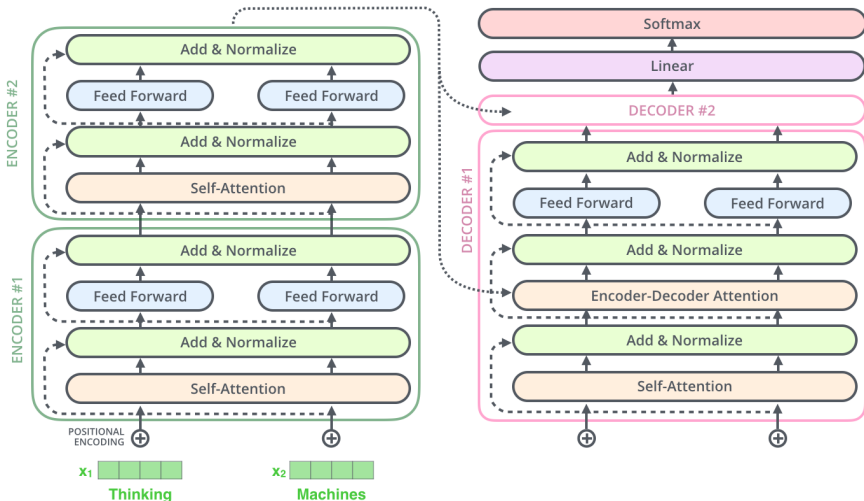 ENCODER #2
Add & Normalize
Feed Forward
Feed Forward
Add & Normalize
Self-Attention
ENCODER #1
Add & Normalize
Feed Forward
Feed Forward
Add & Normalize
Self-Attention
POSITIONAL
ENCODING
x1
x2
Thinking
Machines
Softmax
Linear
DECODER #2
DECODER #1
Add & Normalize
Feed Forward
Feed Forward
Add & Normalize
Encoder-Decoder Attention
Add & Normalize
Self-Attention